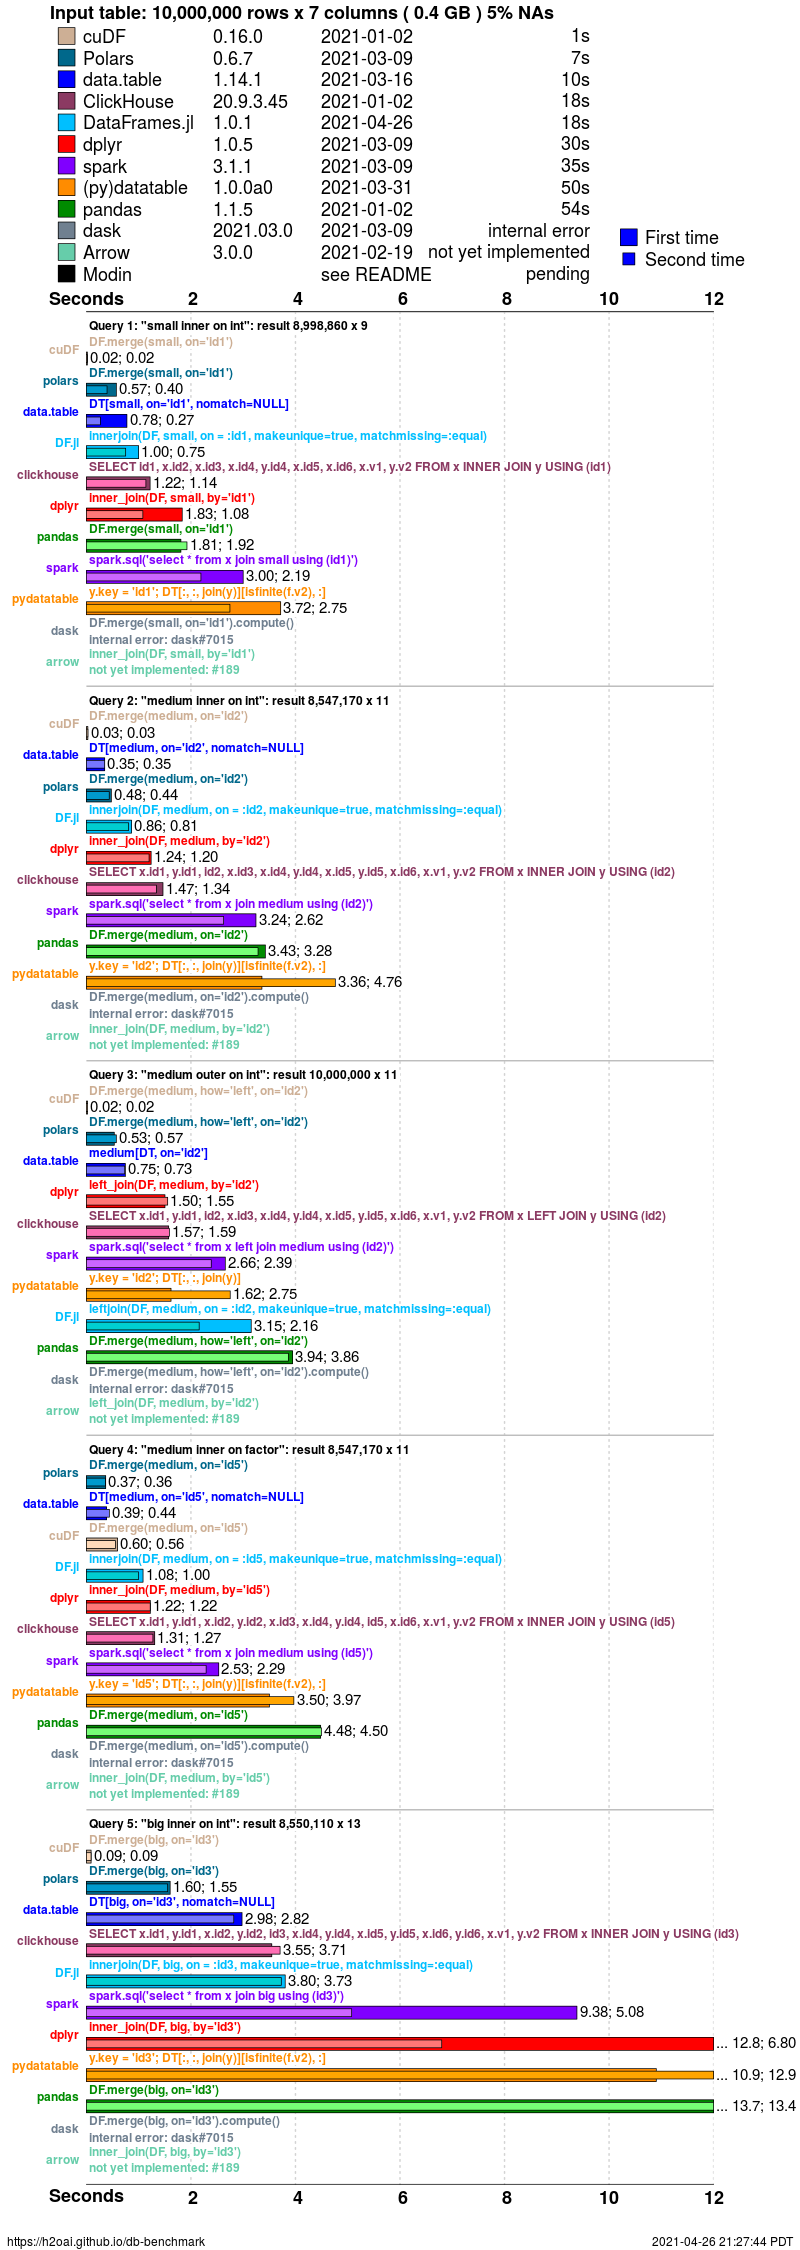 Input table: 10,000,000 rows x 7 columns ( 0.4 GB ) 5% NAs
cuDF 0.16.0 2021-01-02 1s
Polars 0.6.7 2021-03-09 7s
data.table 1.14.1 2021-03-16 10s
ClickHouse 20.9.3.45 2021-01-02 18s
DataFrames.jl 1.0.1 2021-04-26 18s
dplyr 1.0.5 2021-03-09 30s
spark 3.1.1 2021-03-09 35s
(py)datatable 1.0.0a0 2021-03-31 50s
pandas 1.1.5 2021-01-02 54s
dask 2021.03.0 2021-03-09 internal error
Arrow 3.0.0 2021-02-19 not yet implemented
Modin see README pending
First time
Second time
Seconds 2 4 6 8 10 12
Query 1: "small inner on int": result 8,998,860 x 9
DF.merge(small, on='id1')
cuDF 0.02; 0.02
DF.merge(small, on='id1')
polars 0.57; 0.40
DT[small, on='id1', nomatch=NULL]
data.table 0.78; 0.27
innerjoin(DF, small, on = :id1, makeunique=true, matchmissing=:equal)
DF.jl 1.00; 0.75
SELECT id1, x.id2, x.id3, x.id4, y.id4, x.id5, x.id6, x.v1, y.v2 FROM x INNER JOIN y USING (id1)
clickhouse 1.22; 1.14
inner_join(DF, small, by='id1')
dplyr 1.83; 1.08
DF.merge(small, on='id1')
pandas 1.81; 1.92
spark.sql('select * from x join small using (id1)')
spark 3.00; 2.19
y.key = 'id1'; DT[:, :, join(y)][isfinite(f.v2), :]
pydatatable 3.72; 2.75
DF.merge(small, on='id1').compute()
dask internal error: dask#7015
inner_join(DF, small, by='id1')
arrow not yet implemented: #189
Query 2: "medium inner on int": result 8,547,170 x 11
DF.merge(medium, on='id2')
cuDF 0.03; 0.03
DT[medium, on='id2', nomatch=NULL]
data.table 0.35; 0.35
DF.merge(medium, on='id2')
polars 0.48; 0.44
innerjoin(DF, medium, on = :id2, makeunique=true, matchmissing=:equal)
DF.jl 0.86; 0.81
inner_join(DF, medium, by='id2')
dplyr 1.24; 1.20
SELECT x.id1, y.id1, id2, x.id3, x.id4, y.id4, x.id5, y.id5, x.id6, x.v1, y.v2 FROM x INNER JOIN y USING (id2)
clickhouse 1.47; 1.34
spark.sql('select * from x join medium using (id2)')
spark 3.24; 2.62
DF.merge(medium, on='id2')
pandas 3.43; 3.28
y.key = 'id2'; DT[:, :, join(y)][isfinite(f.v2), :]
pydatatable 3.36; 4.76
DF.merge(medium, on='id2').compute()
dask internal error: dask#7015
inner_join(DF, medium, by='id2')
arrow not yet implemented: #189
Query 3: "medium outer on int": result 10,000,000 x 11
DF.merge(medium, how='left', on='id2')
cuDF 0.02; 0.02
DF.merge(medium, how='left', on='id2')
polars 0.53; 0.57
medium[DT, on='id2']
data.table 0.75; 0.73
left_join(DF, medium, by='id2')
dplyr 1.50; 1.55
SELECT x.id1, y.id1, id2, x.id3, x.id4, y.id4, x.id5, y.id5, x.id6, x.v1, y.v2 FROM x LEFT JOIN y USING (id2)
clickhouse 1.57; 1.59
spark.sql('select * from x left join medium using (id2)')
spark 2.66; 2.39
y.key = 'id2'; DT[:, :, join(y)]
pydatatable 1.62; 2.75
leftjoin(DF, medium, on = :id2, makeunique=true, matchmissing=:equal)
DF.jl 3.15; 2.16
DF.merge(medium, how='left', on='id2')
pandas 3.94; 3.86
DF.merge(medium, how='left', on='id2').compute()
dask internal error: dask#7015
left_join(DF, medium, by='id2')
arrow not yet implemented: #189
Query 4: "medium inner on factor": result 8,547,170 x 11
DF.merge(medium, on='id5')
polars 0.37; 0.36
DT[medium, on='id5', nomatch=NULL]
data.table 0.39; 0.44
DF.merge(medium, on='id5')
cuDF 0.60; 0.56
innerjoin(DF, medium, on = :id5, makeunique=true, matchmissing=:equal)
DF.jl 1.08; 1.00
inner_join(DF, medium, by='id5')
dplyr 1.22; 1.22
SELECT x.id1, y.id1, x.id2, y.id2, x.id3, x.id4, y.id4, id5, x.id6, x.v1, y.v2 FROM x INNER JOIN y USING (id5)
clickhouse 1.31; 1.27
spark.sql('select * from x join medium using (id5)')
spark 2.53; 2.29
y.key = 'id5'; DT[:, :, join(y)][isfinite(f.v2), :]
pydatatable 3.50; 3.97
DF.merge(medium, on='id5')
pandas 4.48; 4.50
DF.merge(medium, on='id5').compute()
dask internal error: dask#7015
inner_join(DF, medium, by='id5')
arrow not yet implemented: #189
Query 5: "big inner on int": result 8,550,110 x 13
DF.merge(big, on='id3')
cuDF 0.09; 0.09
DF.merge(big, on='id3')
polars 1.60; 1.55
DT[big, on='id3', nomatch=NULL]
data.table 2.98; 2.82
SELECT x.id1, y.id1, x.id2, y.id2, id3, x.id4, y.id4, x.id5, y.id5, x.id6, y.id6, x.v1, y.v2 FROM x INNER JOIN y USING (id3)
clickhouse 3.55; 3.71
innerjoin(DF, big, on = :id3, makeunique=true, matchmissing=:equal)
DF.jl 3.80; 3.73
spark.sql('select * from x join big using (id3)')
spark 9.38; 5.08
inner_join(DF, big, by='id3')
dplyr ... 12.8; 6.80
y.key = 'id3'; DT[:, :, join(y)][isfinite(f.v2), :]
pydatatable ... 10.9; 12.9
DF.merge(big, on='id3')
pandas ... 13.7; 13.4
DF.merge(big, on='id3').compute()
dask internal error: dask#7015
inner_join(DF, big, by='id3')
arrow not yet implemented: #189
Seconds 2 4 6 8 10 12
https://h2oai.github.io/db-benchmark 2021-04-26 21:27:44 PDT